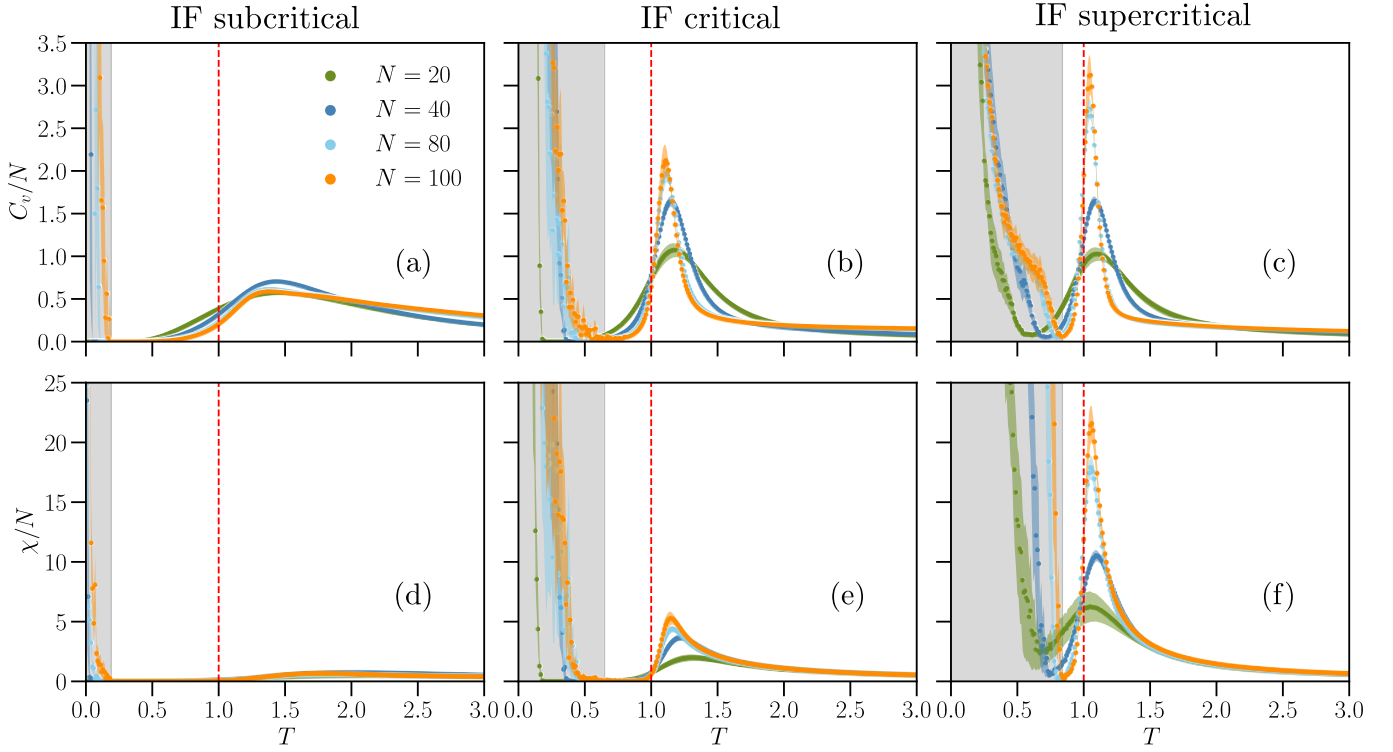 IF subcritical
IF critical
IF supercritical
3.5
3.0
2.5
2.0
1.5
1.0
0.5
0.0
C_v/N
N = 20
N = 40
N = 80
N = 100
(a)
(b)
(c)
25
20
15
10
5
0
χ/N
(d)
(e)
(f)
0.0 0.5 1.0 1.5 2.0 2.5 3.0
0.0 0.5 1.0 1.5 2.0 2.5 3.0
0.0 0.5 1.0 1.5 2.0 2.5 3.0
T
T
T